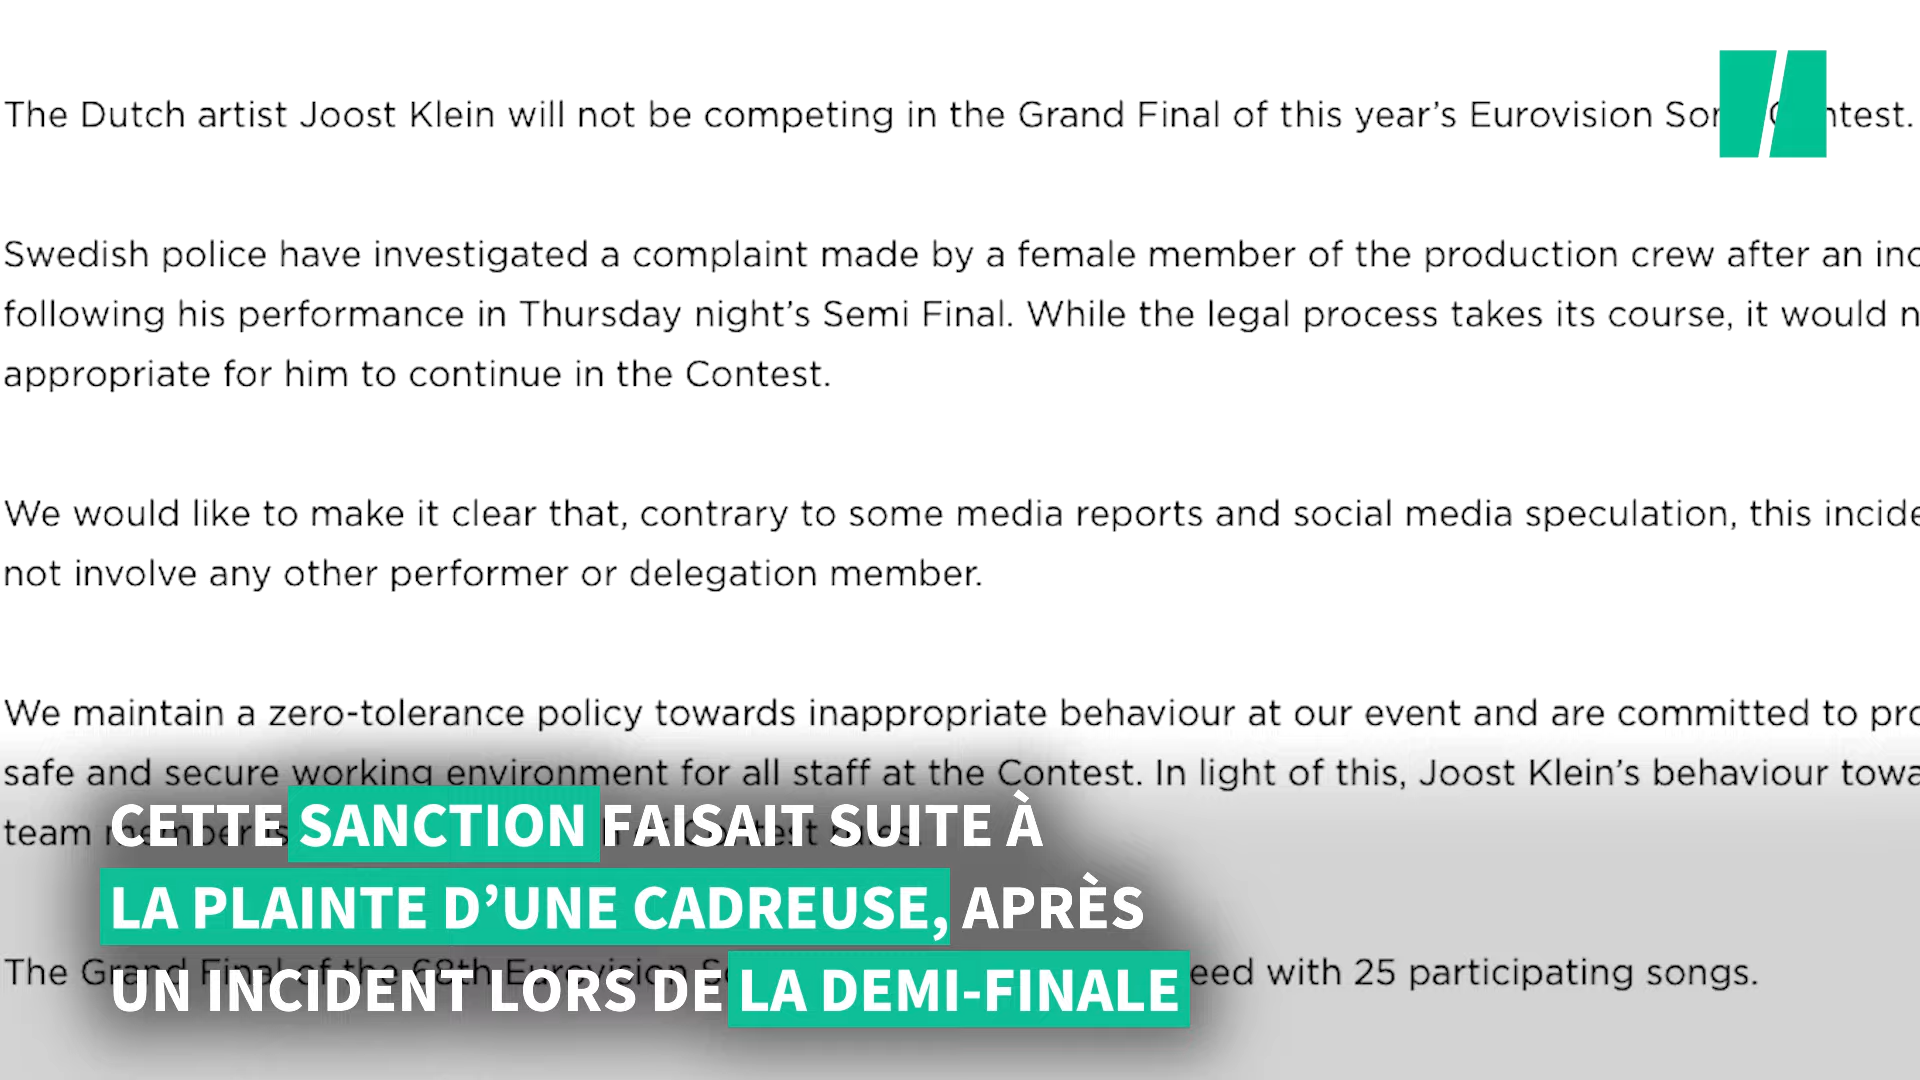 The Dutch artist Joost Klein will not be competing in the Grand Final of this year's Eurovision Contest.
Swedish police have investigated a complaint made by a female member of the production crew after an
following his performance in Thursday night's Semi Final. While the legal process takes its course, it would
appropriate for him to continue in the Contest.
We would like to make it clear that, contrary to some media reports and social media speculation, this
not involve any other performer or delegation member.
We maintain a zero-tolerance policy towards inappropriate behaviour at our event and are committed to
safe and secure working environment for all staff at the Contest. In light of this, Joost Klein's behaviour
team
CETTE SANCTION FAISAIT SUITE À
LA PLAINTE D'UNE CADREUSE, APRÈS
The Grand Final of the 68th Eurovision with 25 participating songs.
UN INCIDENT LORS DE LA DEMI-FINALE